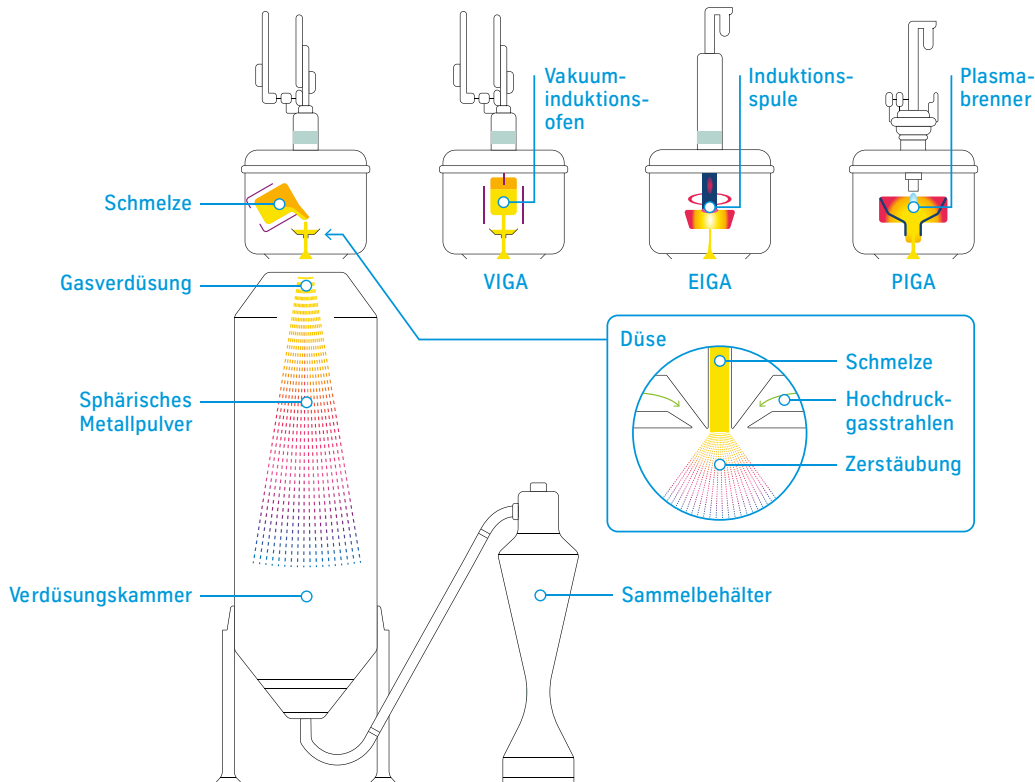 Vakuum-
induktions-
ofen
Induktions-
spule
Plasma-
brenner
Schmelze
VIGA
EIGA
PIGA
Gasverdüsung
Düse
Schmelze
Hochdruck-
gasstrahlen
Zerstäubung
Sphärisches
Metallpulver
Verdüsungskammer
Sammelbehälter